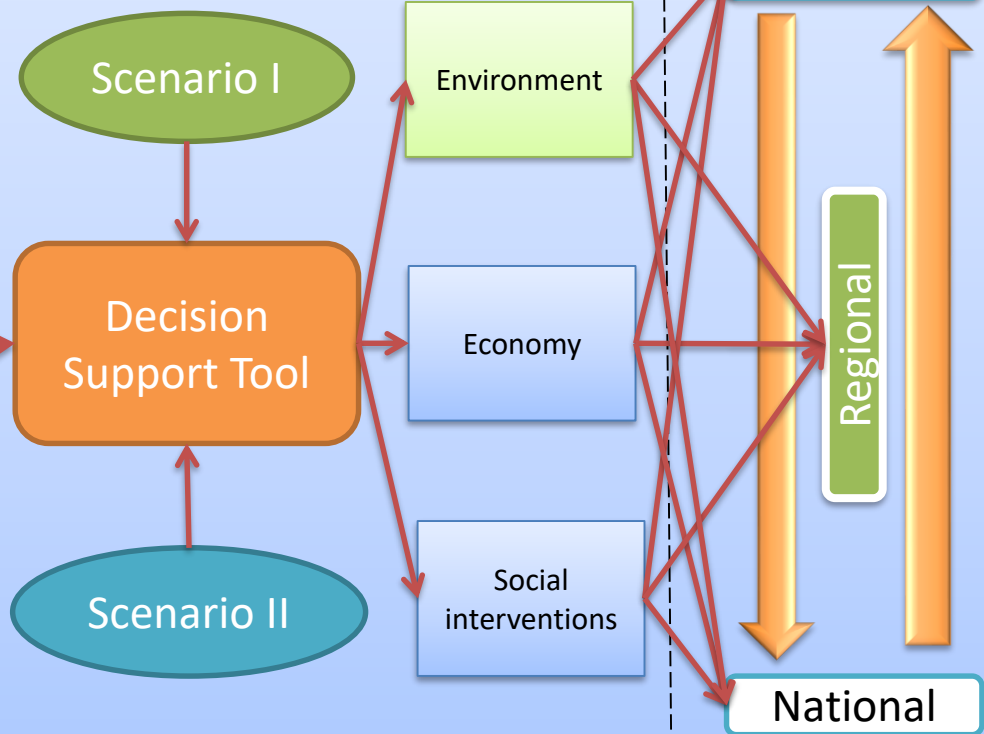 Scenario I
Environment
Decision
Support Tool
Economy
Regional
Scenario II
Social
interventions
National